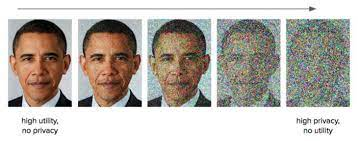 high utility,
no privacy
high privacy,
no utility